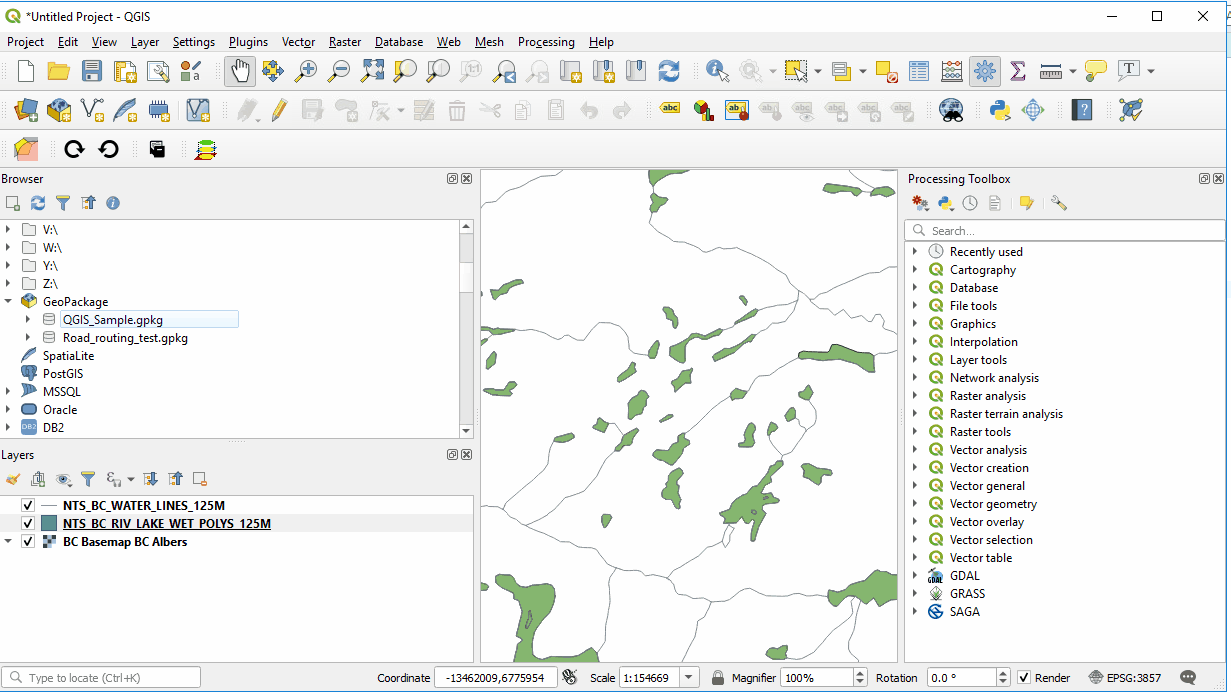 *Untitled Project - QGIS
Project Edit View Layer Settings Plugins Vector Raster Database Web Mesh Processing Help
Browser
V:\
W:\
Y:\
Z:\
GeoPackage
QGIS_Sample.gpkg
Road_routing_test.gpkg
SpatiaLite
PostGIS
MSSQL
Oracle
DB2
Layers
NTS_BC_WATER_LINES_125M
NTS_BC_RIV_LAKE_WET_POLYS_125M
BC Basemap BC Albers
Processing Toolbox
Search...
Recently used
Cartography
Database
File tools
Graphics
Interpolation
Layer tools
Network analysis
Raster analysis
Raster terrain analysis
Raster tools
Vector analysis
Vector creation
Vector general
Vector geometry
Vector overlay
Vector selection
Vector table
GDAL
GRASS
SAGA
Type to locate (Ctrl+K) Coordinate -13462009,6775954 Scale 1:154669 Magnifier 100% Rotation 0.0 ° Render EPSG:3857